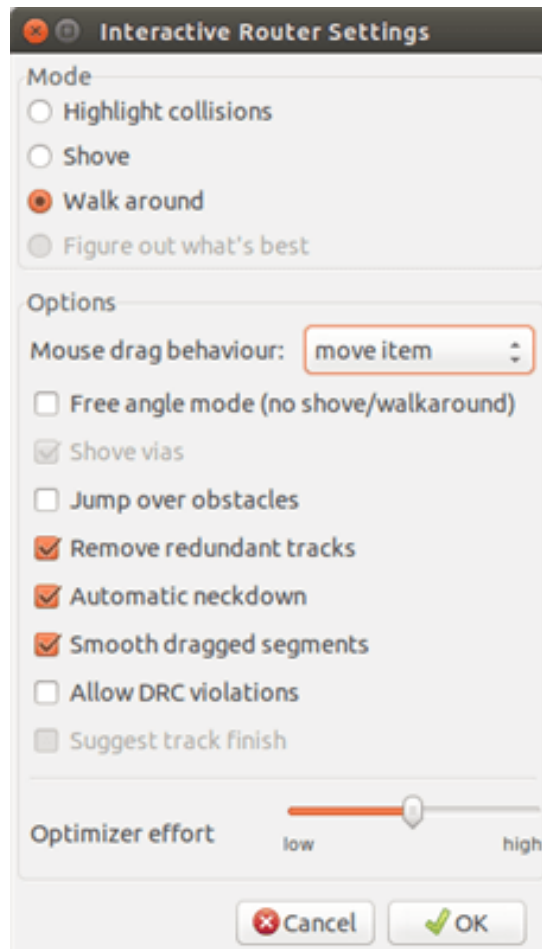 Interactive Router Settings
Mode
Highlight collisions
Shove
Walk around
Figure out what's best
Options
Mouse drag behaviour: move item
Free angle mode (no shove/walkaround)
Shove vias
Jump over obstacles
Remove redundant tracks
Automatic neckdown
Smooth dragged segments
Allow DRC violations
Suggest track finish
Optimizer effort
low high
Cancel OK